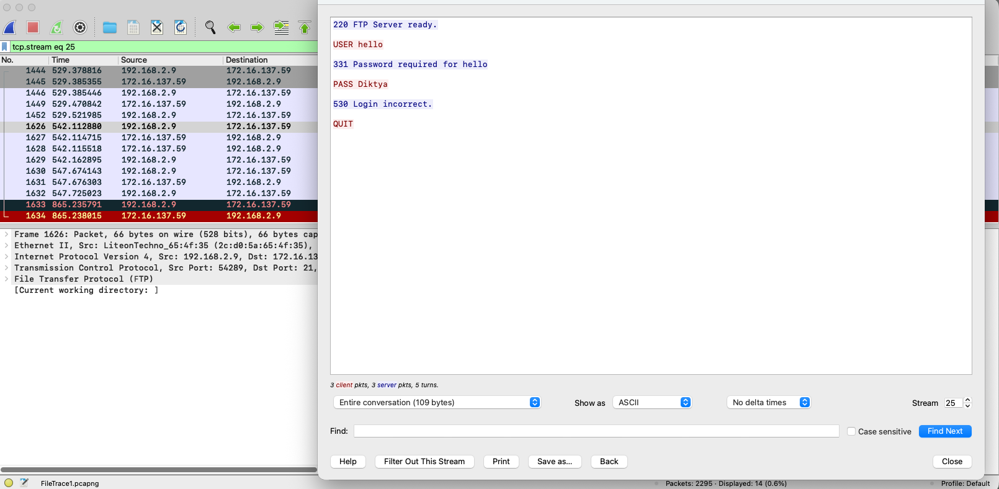 tcp.stream eq 25
No. Time Source Destination
1444 529.378816 192.168.2.9 172.16.137.59
1445 529.385355 172.16.137.59 192.168.2.9
1446 529.385446 192.168.2.9 172.16.137.59
1449 529.470842 192.168.2.9 172.16.137.59
1452 529.521985 192.168.2.9 172.16.137.59
1626 542.112880 192.168.2.9 172.16.137.59
1627 542.114715 172.16.137.59 192.168.2.9
1628 542.115518 172.16.137.59 192.168.2.9
1629 542.162895 192.168.2.9 172.16.137.59
1630 547.674143 192.168.2.9 172.16.137.59
1631 547.676303 172.16.137.59 192.168.2.9
1632 547.725023 192.168.2.9 172.16.137.59
1633 865.235791 192.168.2.9 172.16.137.59
1634 865.238015 172.16.137.59 192.168.2.9
Frame 1626: Packet, 66 bytes on wire (528 bits), 66 bytes cap
Ethernet II, Src: LiteonTechno_65:4f:35 (2c:d0:5a:65:4f:35),
Internet Protocol Version 4, Src: 192.168.2.9, Dst: 172.16.13
Transmission Control Protocol, Src Port: 54289, Dst Port: 21,
File Transfer Protocol (FTP)
[Current working directory: ]
220 FTP Server ready.
USER hello
331 Password required for hello
PASS Diktya
530 Login incorrect.
QUIT
3 client pkts, 3 server pkts, 5 turns.
Entire conversation (109 bytes) Show as ASCII No delta times Stream 25
Find: Case sensitive Find Next
Help Filter Out This Stream Print Save as... Back Close
FileTrace1.pcapng Packets: 2295 · Displayed: 14 (0.6%) Profile: Default